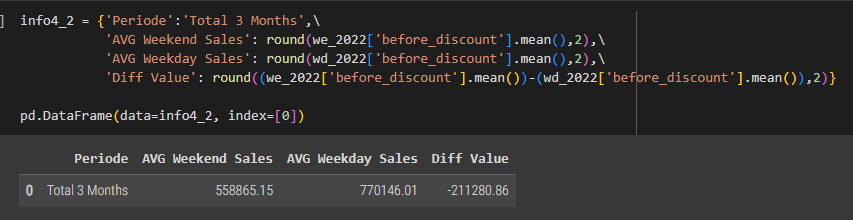 ] info4_2 = {'Periode':'Total 3 Months',\
'AVG Weekend Sales': round(we_2022['before_discount'].mean(),2),\
'AVG Weekday Sales': round(wd_2022['before_discount'].mean(),2),\
'Diff Value': round((we_2022['before_discount'].mean())-(wd_2022['before_discount'].mean()),2)}
pd.DataFrame(data=info4_2, index=[0])
Periode AVG Weekend Sales AVG Weekday Sales Diff Value
0 Total 3 Months 558865.15 770146.01 -211280.86